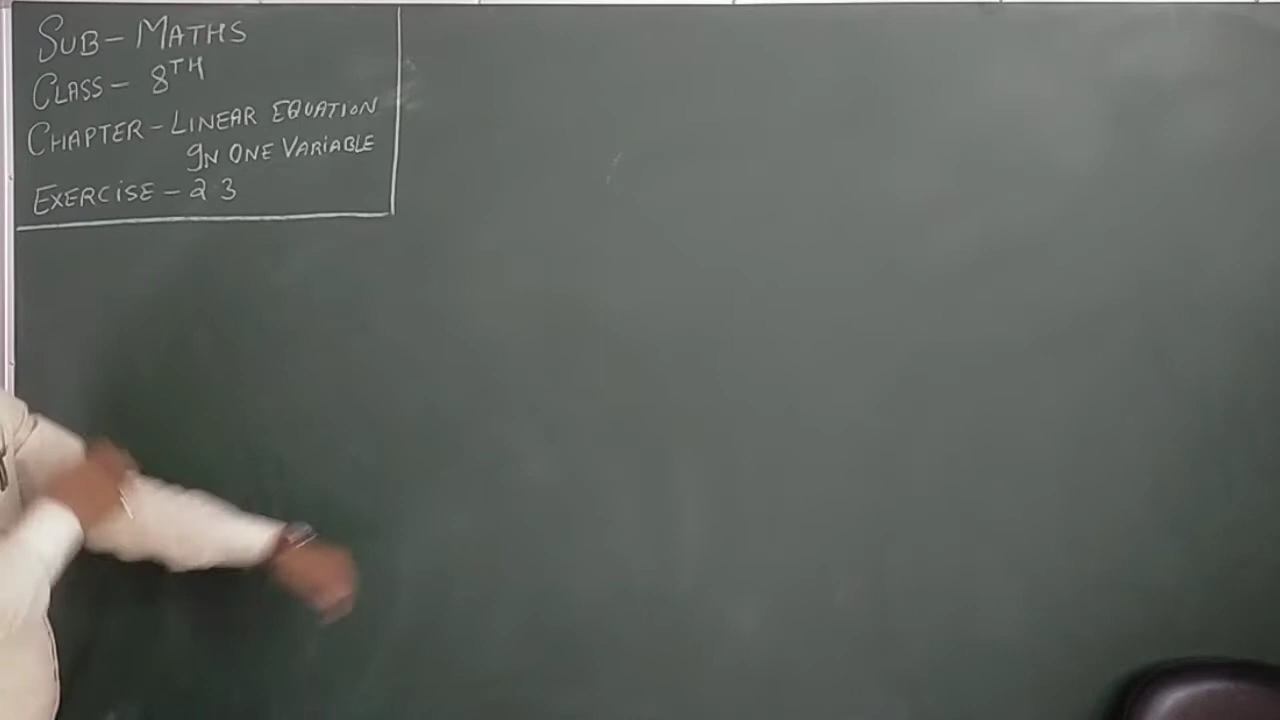 SUB - MATHS
CLASS - 8TH
CHAPTER - LINEAR EQUATION
IN ONE VARIABLE
EXERCISE - 2 3